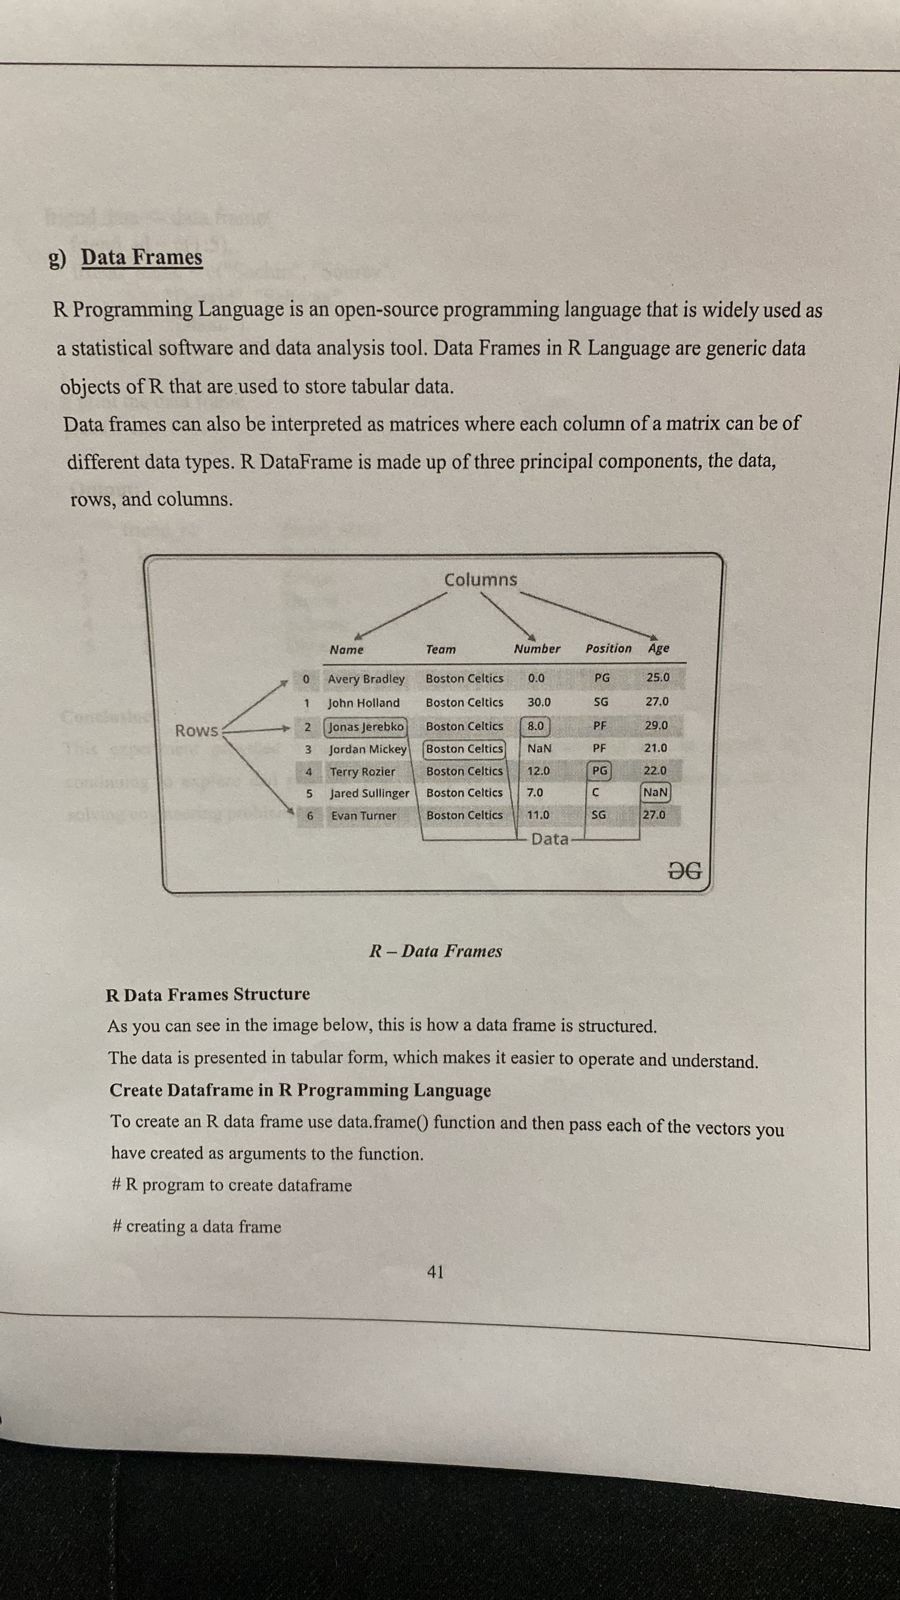 g) Data Frames
R Programming Language is an open-source programming language that is widely used as
a statistical software and data analysis tool. Data Frames in R Language are generic data
objects of R that are used to store tabular data.
Data frames can also be interpreted as matrices where each column of a matrix can be of
different data types. R DataFrame is made up of three principal components, the data,
rows, and columns.
Columns
Name Team Number Position Age
0 Avery Bradley Boston Celtics 0.0 PG 25.0
1 John Holland Boston Celtics 30.0 SG 27.0
Rows
2 Jonas Jerebko Boston Celtics 8.0 PF 29.0
3 Jordan Mickey Boston Celtics NaN PF 21.0
4 Terry Rozier Boston Celtics 12.0 PG 22.0
5 Jared Sullinger Boston Celtics 7.0 C NaN
6 Evan Turner Boston Celtics 11.0 SG 27.0
Data
R – Data Frames
R Data Frames Structure
As you can see in the image below, this is how a data frame is structured.
The data is presented in tabular form, which makes it easier to operate and understand.
Create Dataframe in R Programming Language
To create an R data frame use data.frame() function and then pass each of the vectors you
have created as arguments to the function.
# R program to create dataframe
# creating a data frame
41